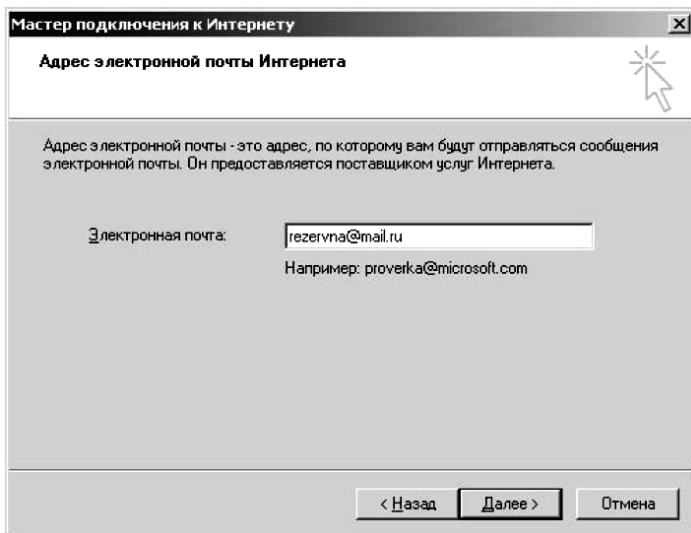 Мастер подключения к Интернету
Адрес электронной почты Интернета
Адрес электронной почты - это адрес, по которому вам будут отправляться сообщения
электронной почты. Он предоставляется поставщиком услуг Интернета.
Электронная почта: rezervna@mail.ru
Например: proverka@microsoft.com
< Назад Далее > Отмена